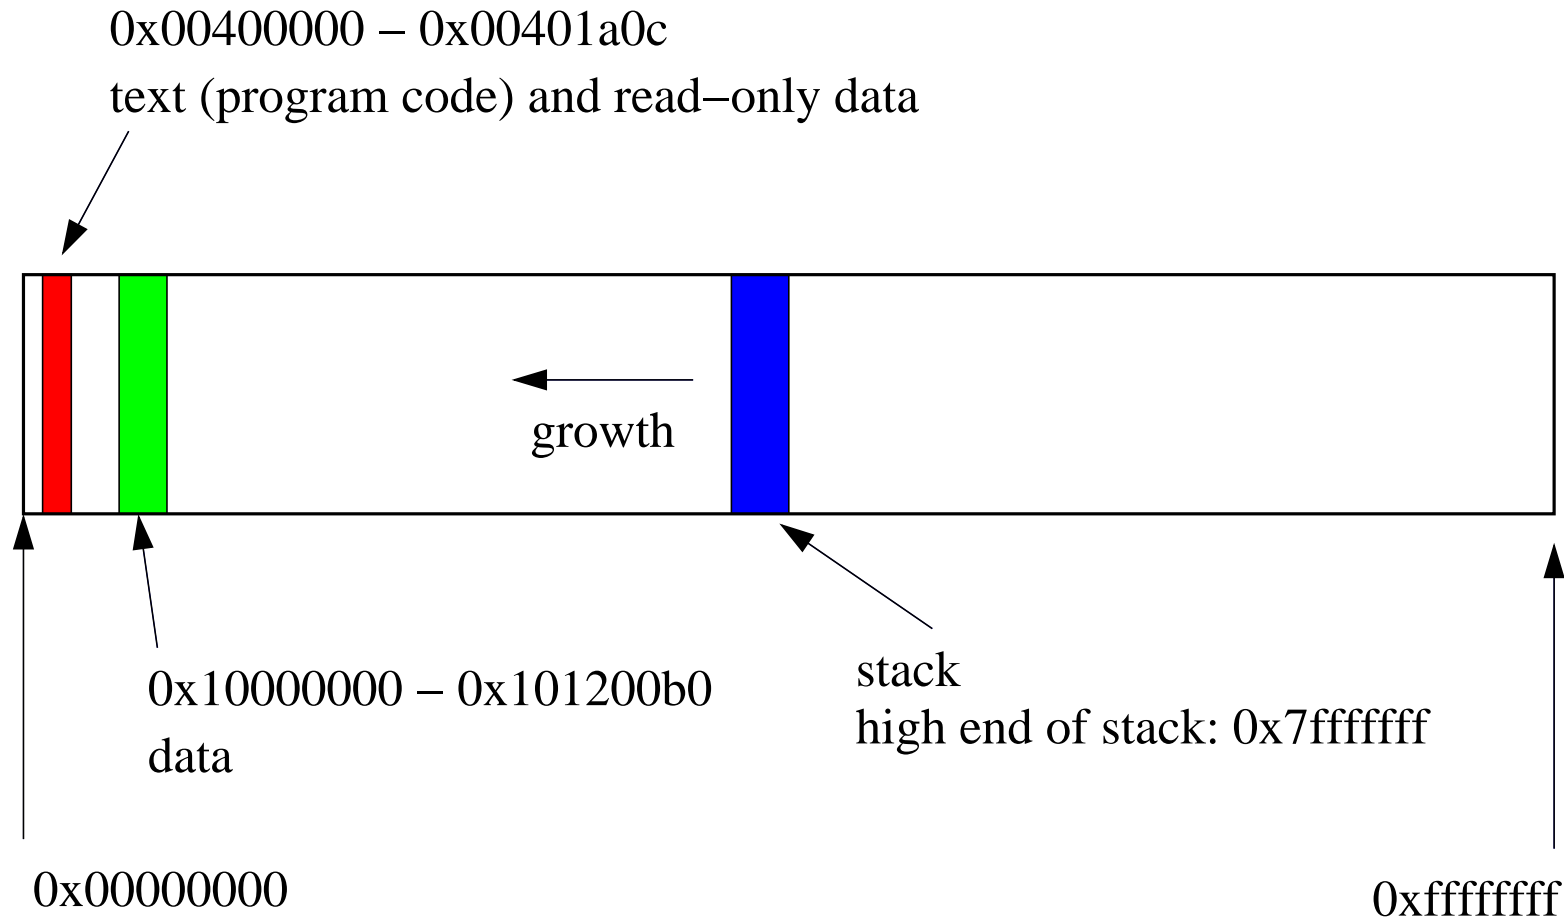 0x00400000 – 0x00401a0c
text (program code) and read–only data
growth
0x10000000 – 0x101200b0
data
stack
high end of stack: 0x7fffffff
0x00000000
0xffffffff